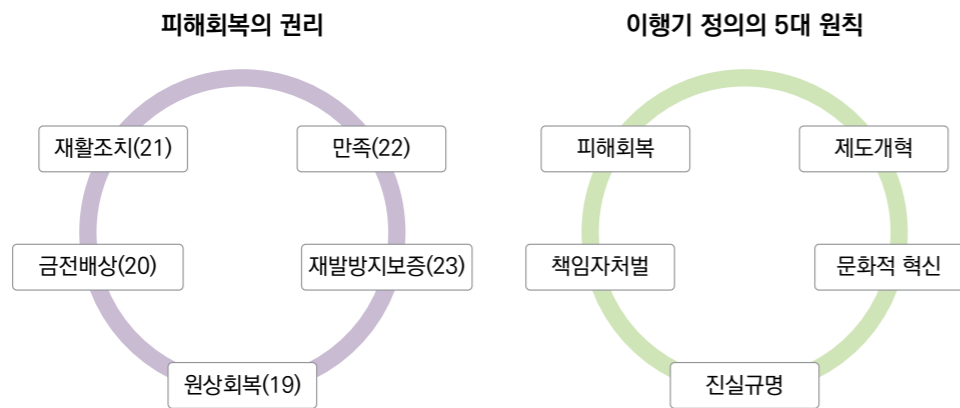 피해회복의 권리
재활조치(21)
만족(22)
금전배상(20)
재발방지보증(23)
원상회복(19)
이행기 정의의 5대 원칙
피해회복
제도개혁
책임자처벌
문화적 혁신
진실규명